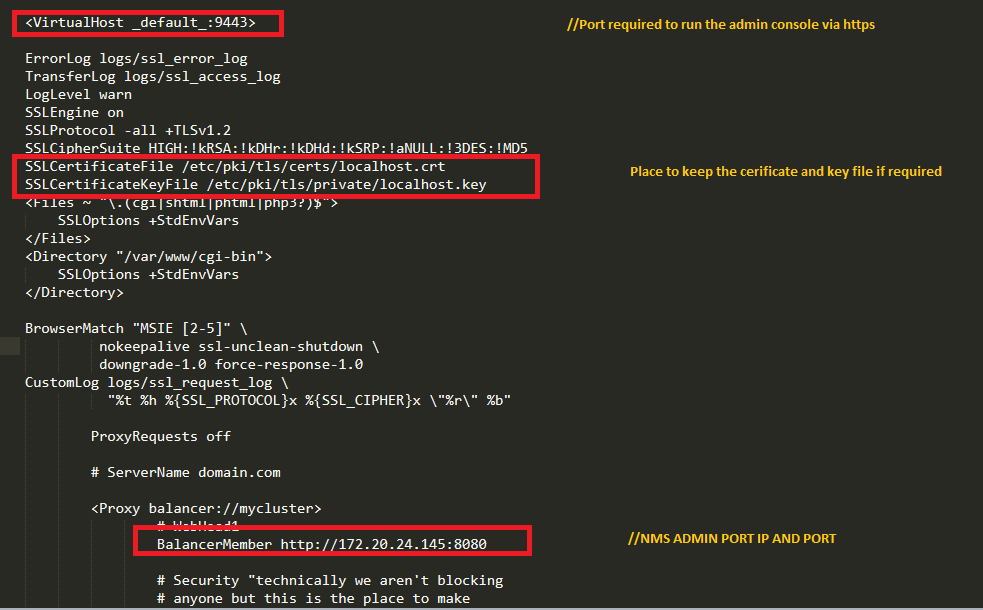 <VirtualHost _default_:9443>
//Port required to run the admin console via https
ErrorLog logs/ssl_error_log
TransferLog logs/ssl_access_log
LogLevel warn
SSLEngine on
SSLProtocol -all +TLSv1.2
SSLCipherSuite HIGH:!kRSA:!kDHr:!kDHd:!kSRP:!aNULL:!3DES:!MD5
SSLCertificateFile /etc/pki/tls/certs/localhost.crt
Place to keep the cerificate and key file if required
SSLCertificateKeyFile /etc/pki/tls/private/localhost.key
<Files ~ "\.(cgi|shtml|phtml|php3?)$">
SSLOptions +StdEnvVars
</Files>
<Directory "/var/www/cgi-bin">
SSLOptions +StdEnvVars
</Directory>
BrowserMatch "MSIE [2-5]" \
nokeepalive ssl-unclean-shutdown \
downgrade-1.0 force-response-1.0
CustomLog logs/ssl_request_log \
"%t %h %{SSL_PROTOCOL}x %{SSL_CIPHER}x \"%r\" %b"
ProxyRequests off
# ServerName domain.com
<Proxy balancer://mycluster>
# WebHead1
BalancerMember http://172.20.24.145:8080
//NMS ADMIN PORT IP AND PORT
# Security "technically we aren't blocking
# anyone but this is the place to make